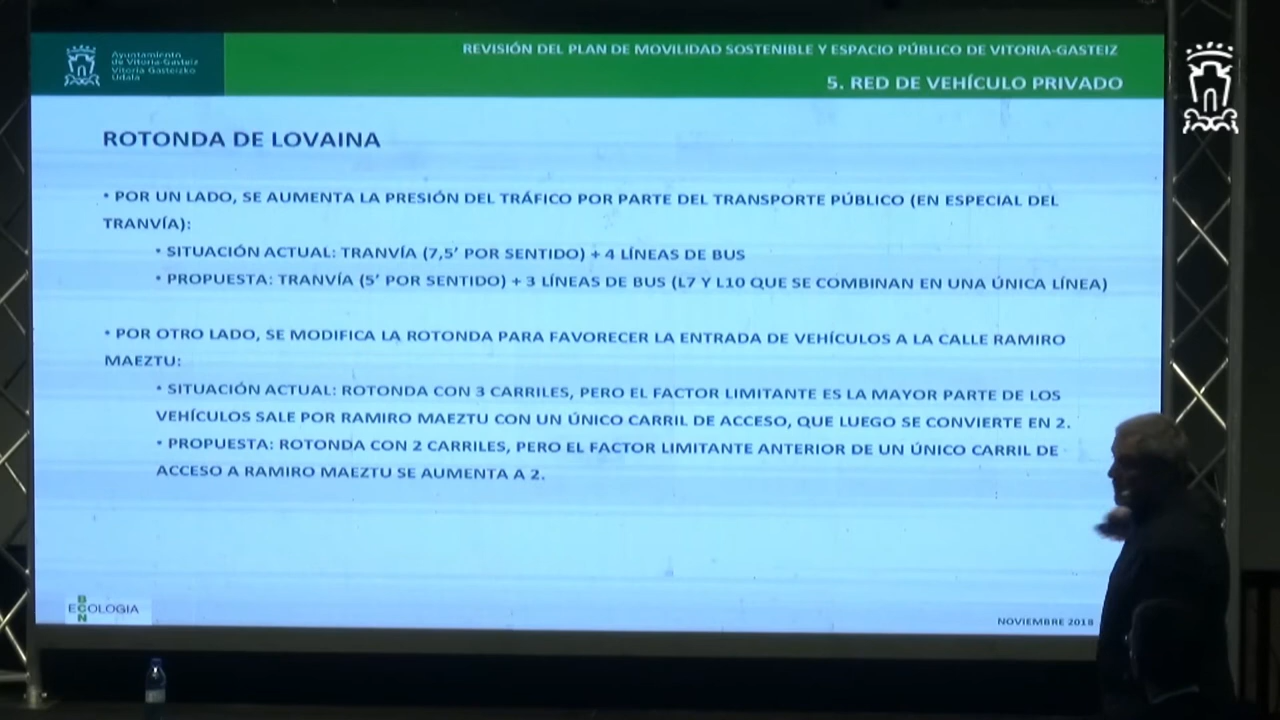 Ayuntamiento
de Vitoria-Gasteiz
Vitoria Gasteizko
Udala
REVISIÓN DEL PLAN DE MOVILIDAD SOSTENIBLE Y ESPACIO PÚBLICO DE VITORIA-GASTEIZ
5. RED DE VEHÍCULO PRIVADO
ROTONDA DE LOVAINA
• POR UN LADO, SE AUMENTA LA PRESIÓN DEL TRÁFICO POR PARTE DEL TRANSPORTE PÚBLICO (EN ESPECIAL DEL
TRANVÍA):
• SITUACIÓN ACTUAL: TRANVÍA (7,5’ POR SENTIDO) + 4 LÍNEAS DE BUS
• PROPUESTA: TRANVÍA (5’ POR SENTIDO) + 3 LÍNEAS DE BUS (L7 Y L10 QUE SE COMBINAN EN UNA ÚNICA LÍNEA)
• POR OTRO LADO, SE MODIFICA LA ROTONDA PARA FAVORECER LA ENTRADA DE VEHÍCULOS A LA CALLE RAMIRO
MAEZTU:
• SITUACIÓN ACTUAL: ROTONDA CON 3 CARRILES, PERO EL FACTOR LIMITANTE ES LA MAYOR PARTE DE LOS
VEHÍCULOS SALE POR RAMIRO MAEZTU CON UN ÚNICO CARRIL DE ACCESO, QUE LUEGO SE CONVIERTE EN 2.
• PROPUESTA: ROTONDA CON 2 CARRILES, PERO EL FACTOR LIMITANTE ANTERIOR DE UN ÚNICO CARRIL DE
ACCESO A RAMIRO MAEZTU SE AUMENTA A 2.
BCN ECOLOGIA
NOVIEMBRE 2018